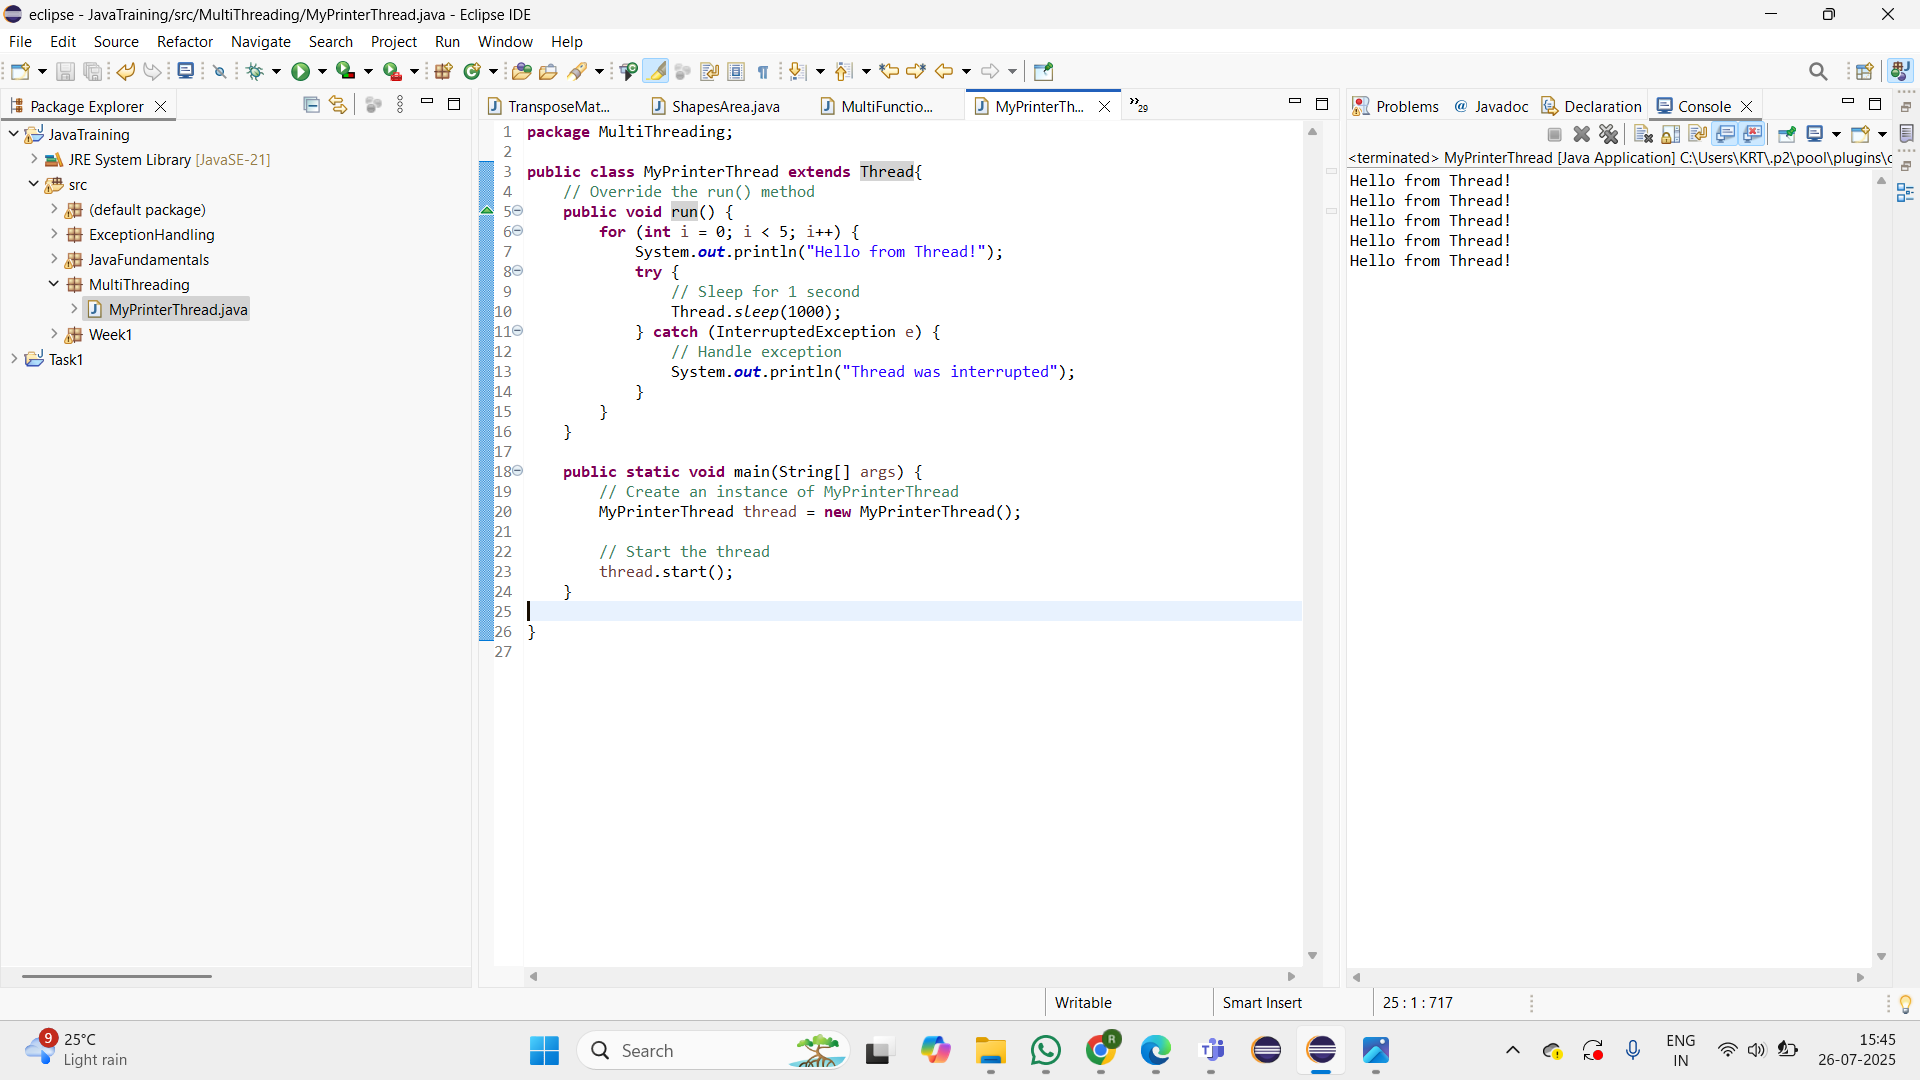 eclipse - JavaTraining/src/MultiThreading/MyPrinterThread.java - Eclipse IDE
File Edit Source Refactor Navigate Search Project Run Window Help
Package Explorer
JavaTraining
JRE System Library [JavaSE-21]
src
(default package)
ExceptionHandling
JavaFundamentals
MultiThreading
MyPrinterThread.java
Week1
Task1
TransposeMat... ShapesArea.java MultiFunctio... MyPrinterTh... »29
1 package MultiThreading;
2
3 public class MyPrinterThread extends Thread{
4 // Override the run() method
5 public void run() {
6 for (int i = 0; i < 5; i++) {
7 System.out.println("Hello from Thread!");
8 try {
9 // Sleep for 1 second
10 Thread.sleep(1000);
11 } catch (InterruptedException e) {
12 // Handle exception
13 System.out.println("Thread was interrupted");
14 }
15 }
16 }
17
18 public static void main(String[] args) {
19 // Create an instance of MyPrinterThread
20 MyPrinterThread thread = new MyPrinterThread();
21
22 // Start the thread
23 thread.start();
24 }
25
26 }
27
Problems @ Javadoc Declaration Console
<terminated> MyPrinterThread [Java Application] C:\Users\KRT\.p2\pool\plugins\
Hello from Thread!
Hello from Thread!
Hello from Thread!
Hello from Thread!
Hello from Thread!
Writable Smart Insert 25 : 1 : 717
9 25°C
Light rain
Search
R
ENG
IN
15:45
26-07-2025